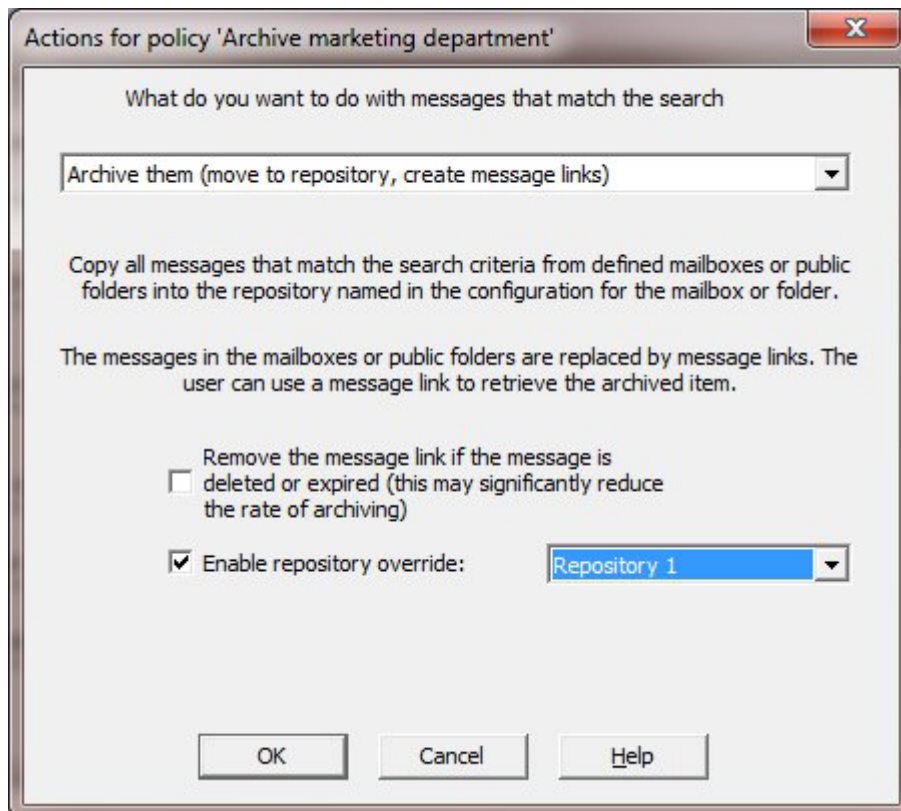 Actions for policy 'Archive marketing department'
What do you want to do with messages that match the search
Archive them (move to repository, create message links)
Copy all messages that match the search criteria from defined mailboxes or public
folders into the repository named in the configuration for the mailbox or folder.
The messages in the mailboxes or public folders are replaced by message links. The
user can use a message link to retrieve the archived item.
Remove the message link if the message is
deleted or expired (this may significantly reduce
the rate of archiving)
Enable repository override:
Repository 1
OK
Cancel
Help